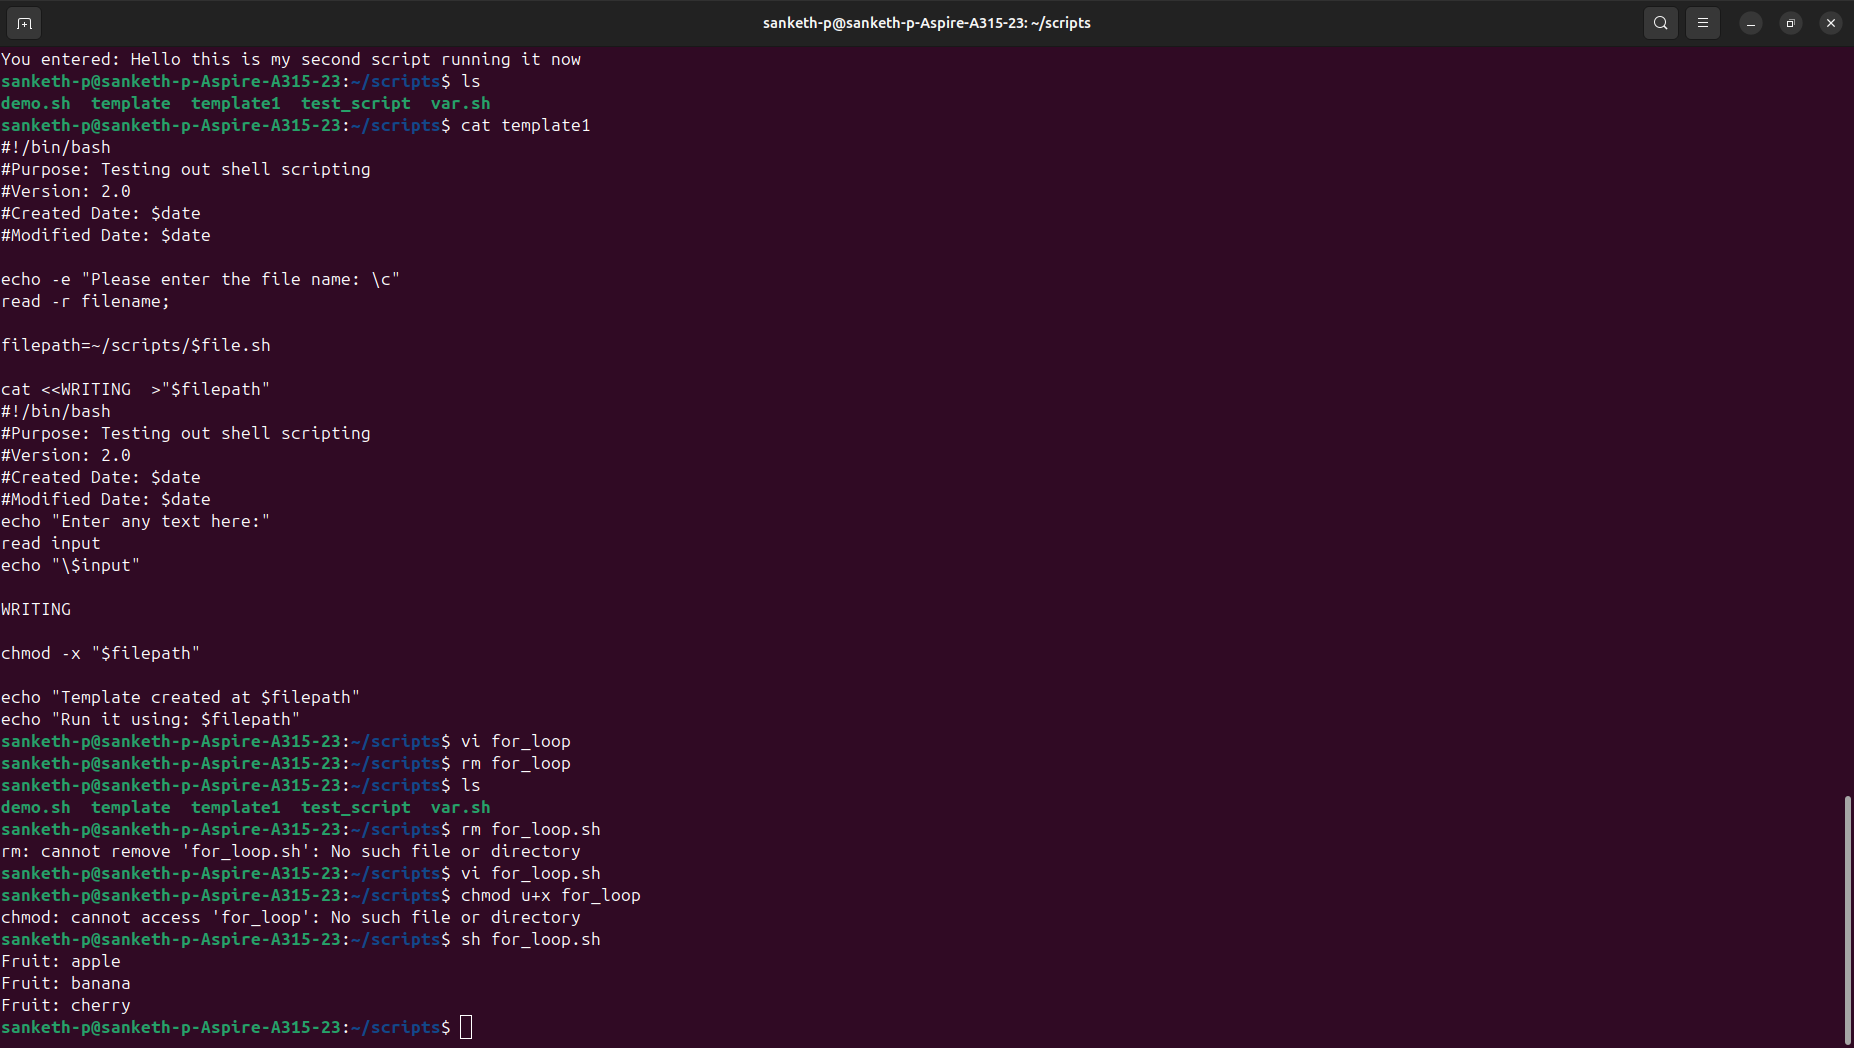 sanketh-p@sanketh-p-Aspire-A315-23: ~/scripts
You entered: Hello this is my second script running it now
sanketh-p@sanketh-p-Aspire-A315-23:~/scripts$ ls
demo.sh  template  template1  test_script  var.sh
sanketh-p@sanketh-p-Aspire-A315-23:~/scripts$ cat template1
#!/bin/bash
#Purpose: Testing out shell scripting
#Version: 2.0
#Created Date: $date
#Modified Date: $date

echo -e "Please enter the file name: \c"
read -r filename;

filepath=~/scripts/$file.sh

cat <<WRITING  >"$filepath"
#!/bin/bash
#Purpose: Testing out shell scripting
#Version: 2.0
#Created Date: $date
#Modified Date: $date
echo "Enter any text here:"
read input
echo "\$input"

WRITING

chmod -x "$filepath"

echo "Template created at $filepath"
echo "Run it using: $filepath"
sanketh-p@sanketh-p-Aspire-A315-23:~/scripts$ vi for_loop
sanketh-p@sanketh-p-Aspire-A315-23:~/scripts$ rm for_loop
sanketh-p@sanketh-p-Aspire-A315-23:~/scripts$ ls
demo.sh  template  template1  test_script  var.sh
sanketh-p@sanketh-p-Aspire-A315-23:~/scripts$ rm for_loop.sh
rm: cannot remove 'for_loop.sh': No such file or directory
sanketh-p@sanketh-p-Aspire-A315-23:~/scripts$ vi for_loop.sh
sanketh-p@sanketh-p-Aspire-A315-23:~/scripts$ chmod u+x for_loop
chmod: cannot access 'for_loop': No such file or directory
sanketh-p@sanketh-p-Aspire-A315-23:~/scripts$ sh for_loop.sh
Fruit: apple
Fruit: banana
Fruit: cherry
sanketh-p@sanketh-p-Aspire-A315-23:~/scripts$